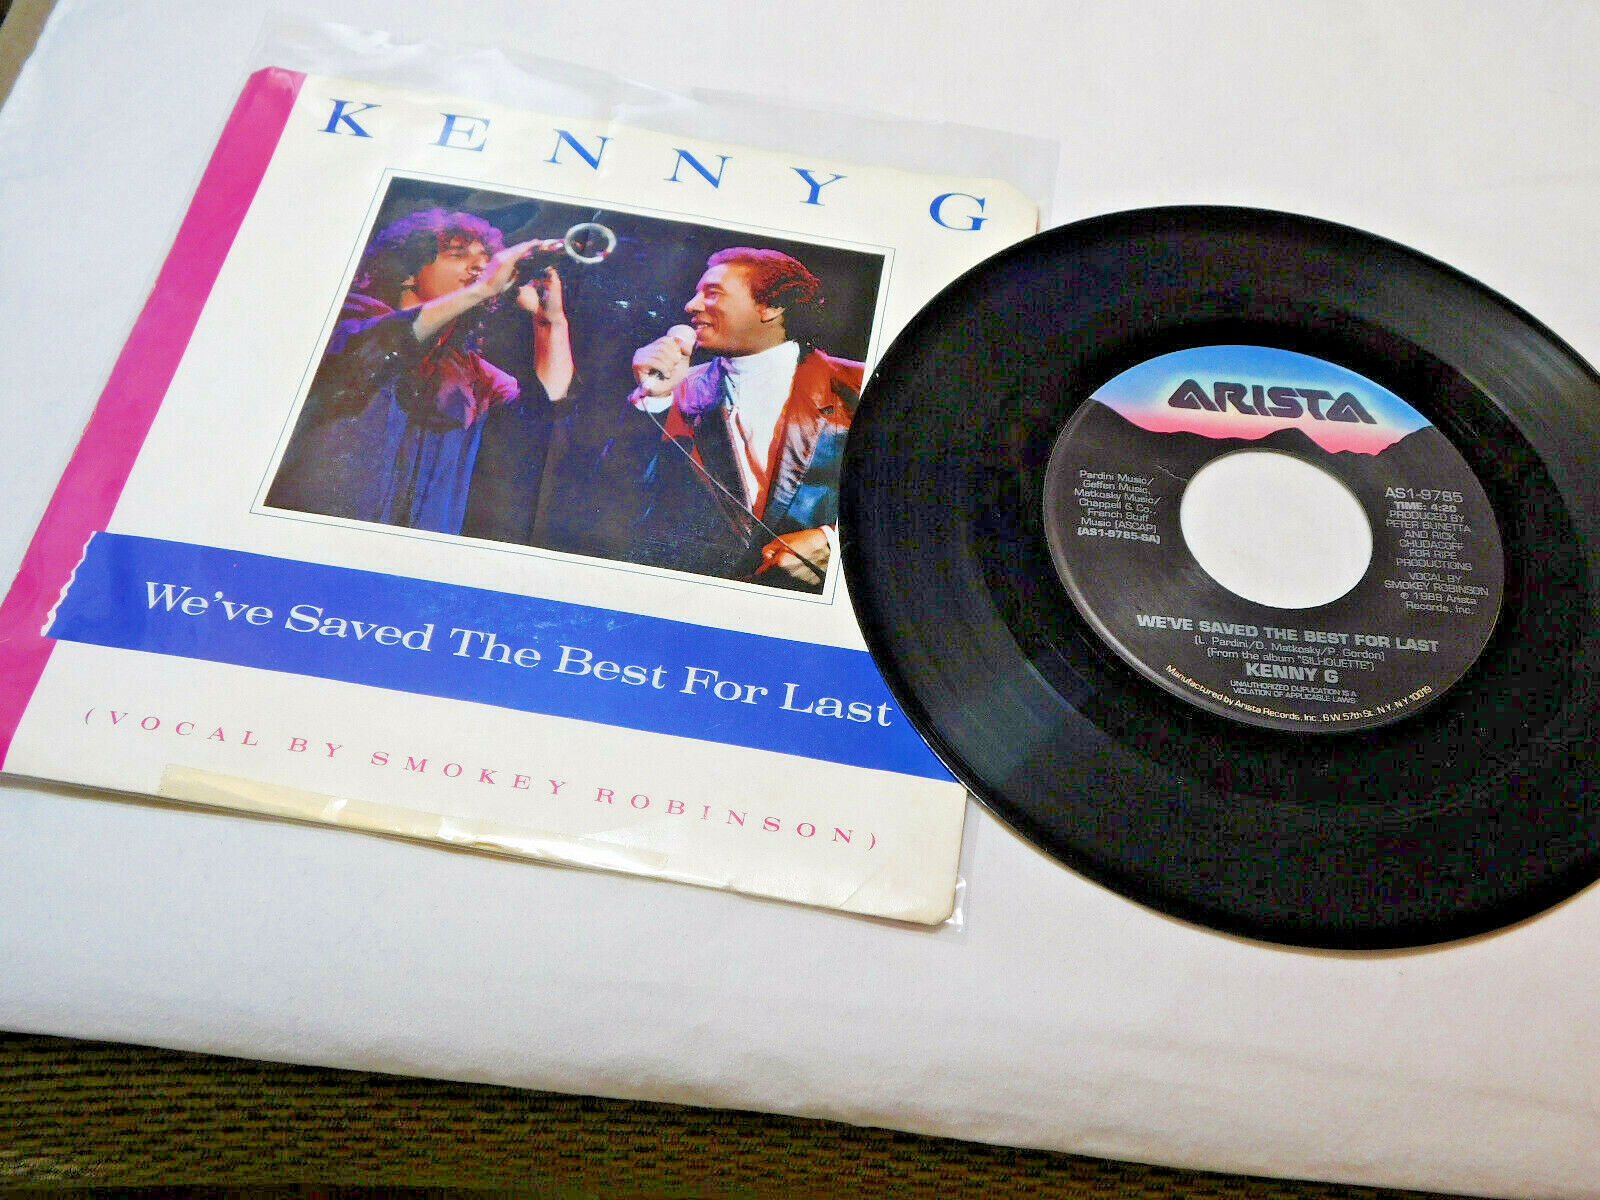 KENNY G
We've Saved The Best For Last
(VOCAL BY SMOKEY ROBINSON)
ARISTA
Pardini Music/
Geffen Music,
Matkosky Music/
Chappell & Co.,
French Surf
Music (ASCAP)
(AS1-9785-SA)
AS1-9785
TIME: 4:20
PRODUCED BY
PETER BUNETTA
AND RICK
CHUDACOFF
FOR RIPE
PRODUCTIONS
VOCAL BY
SMOKEY ROBINSON
℗ 1988 Arista
Records, Inc.
WE'VE SAVED THE BEST FOR LAST
(L. Pardini/D. Matkosky/P. Gordon)
(From the album "SILHOUETTE")
KENNY G
UNAUTHORIZED DUPLICATION IS A
VIOLATION OF APPLICABLE LAWS
Manufactured by Arista Records, Inc., 6 W. 57th St., N.Y., N.Y. 10019